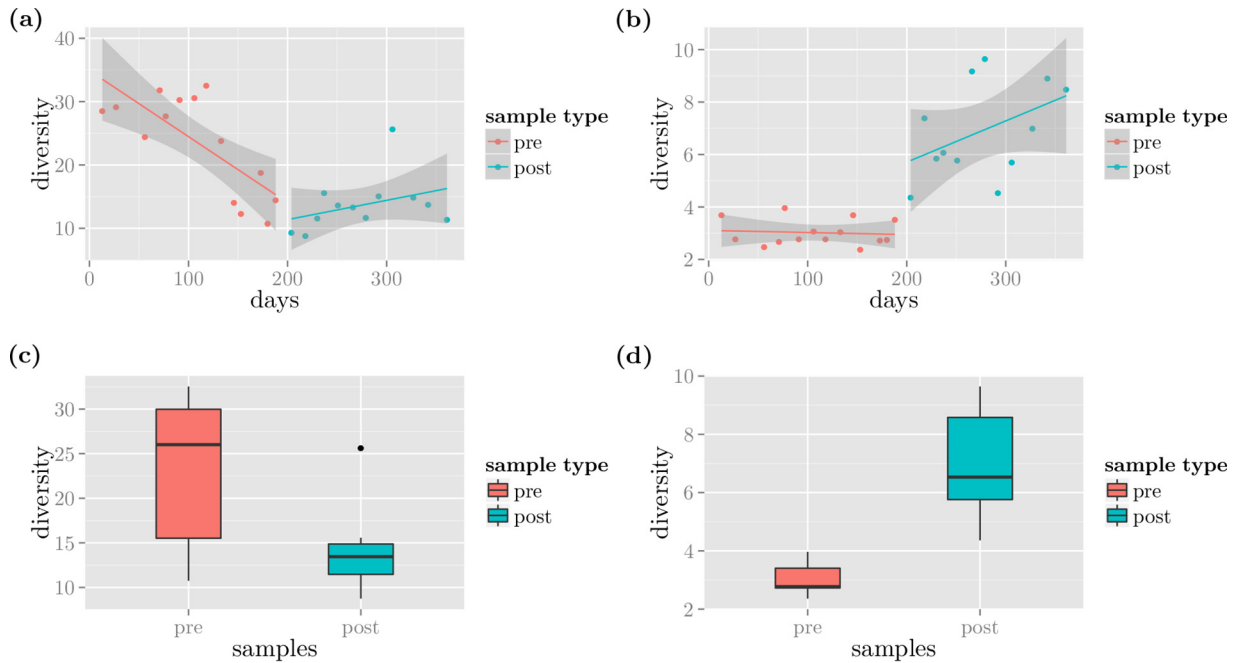 (a)
40
30
20
10
diversity
0 100 200 300
days
sample type
pre
post
(b)
10
8
6
4
2
diversity
0 100 200 300
days
sample type
pre
post
(c)
30
25
20
15
10
diversity
pre post
samples
sample type
pre
post
(d)
10
8
6
4
2
diversity
pre post
samples
sample type
pre
post